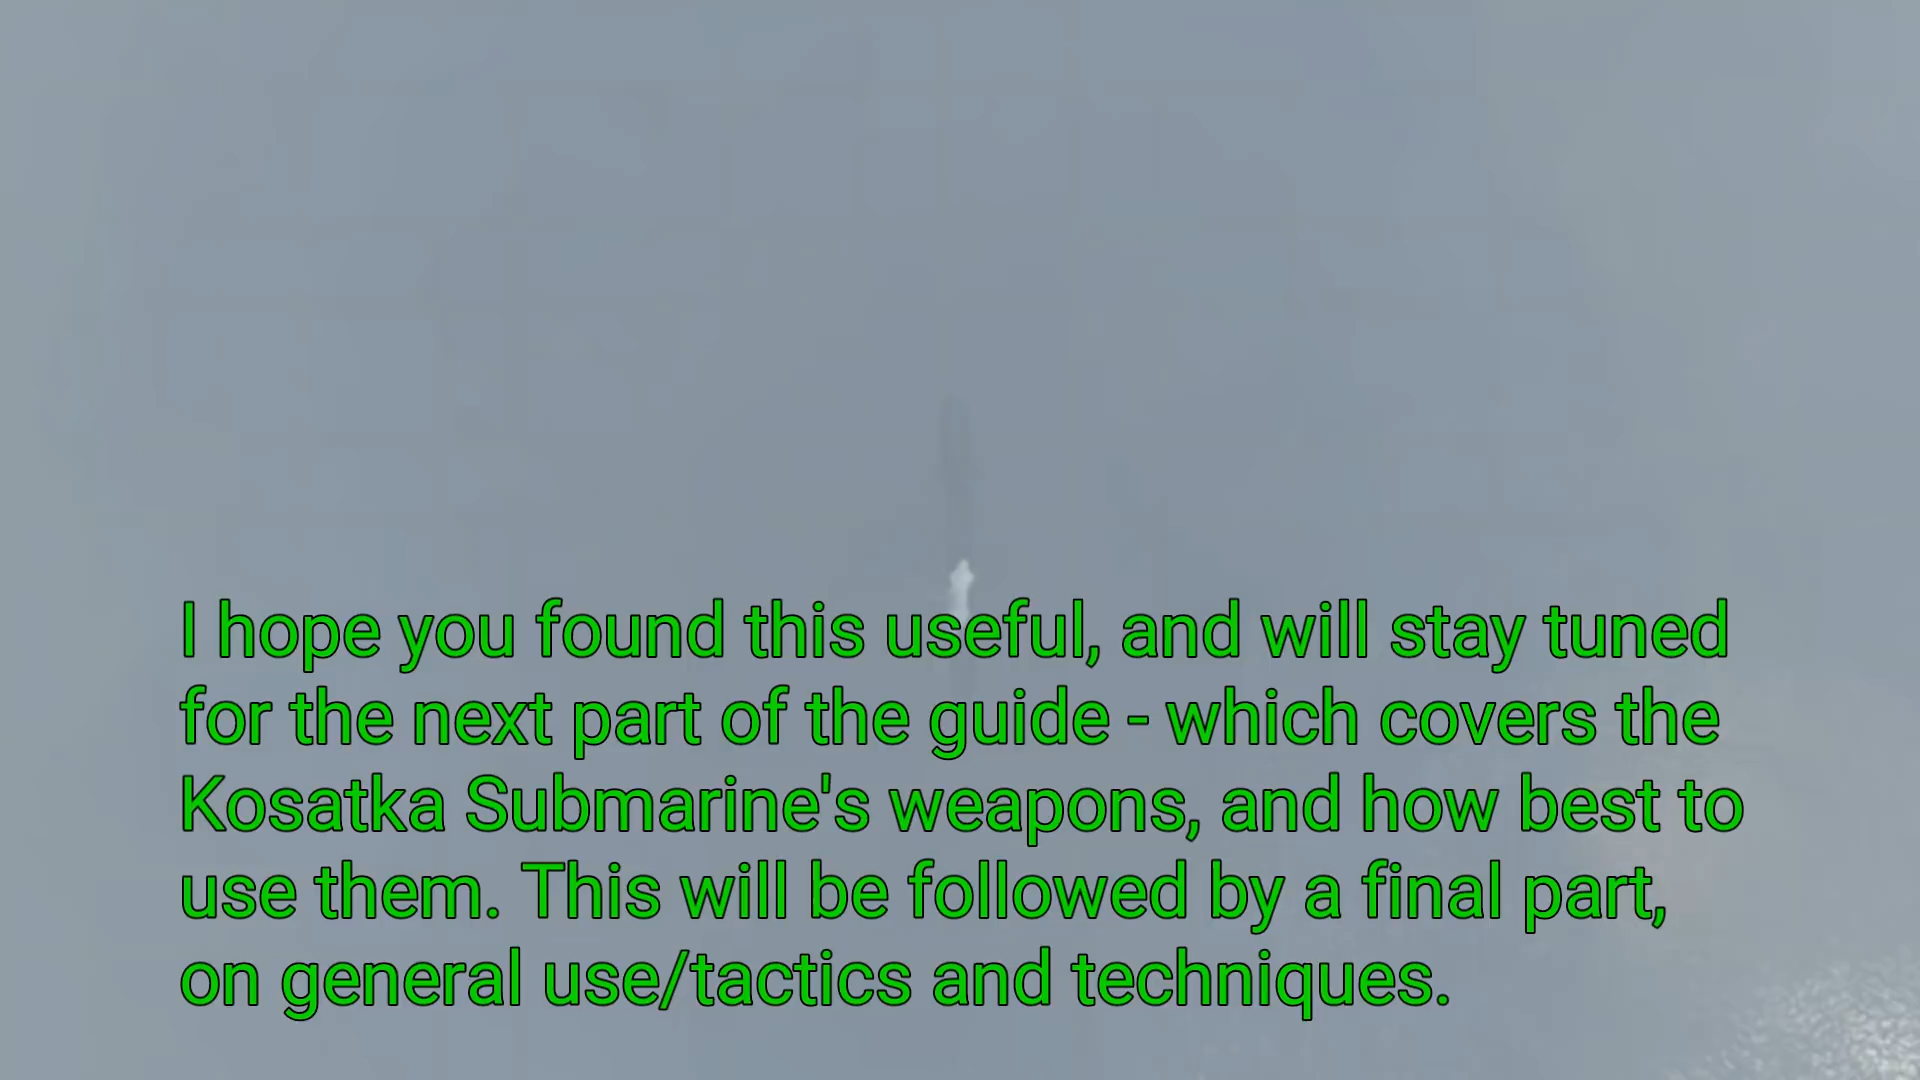 I hope you found this useful, and will stay tuned
for the next part of the guide - which covers the
Kosatka Submarine's weapons, and how best to
use them. This will be followed by a final part,
on general use/tactics and techniques.